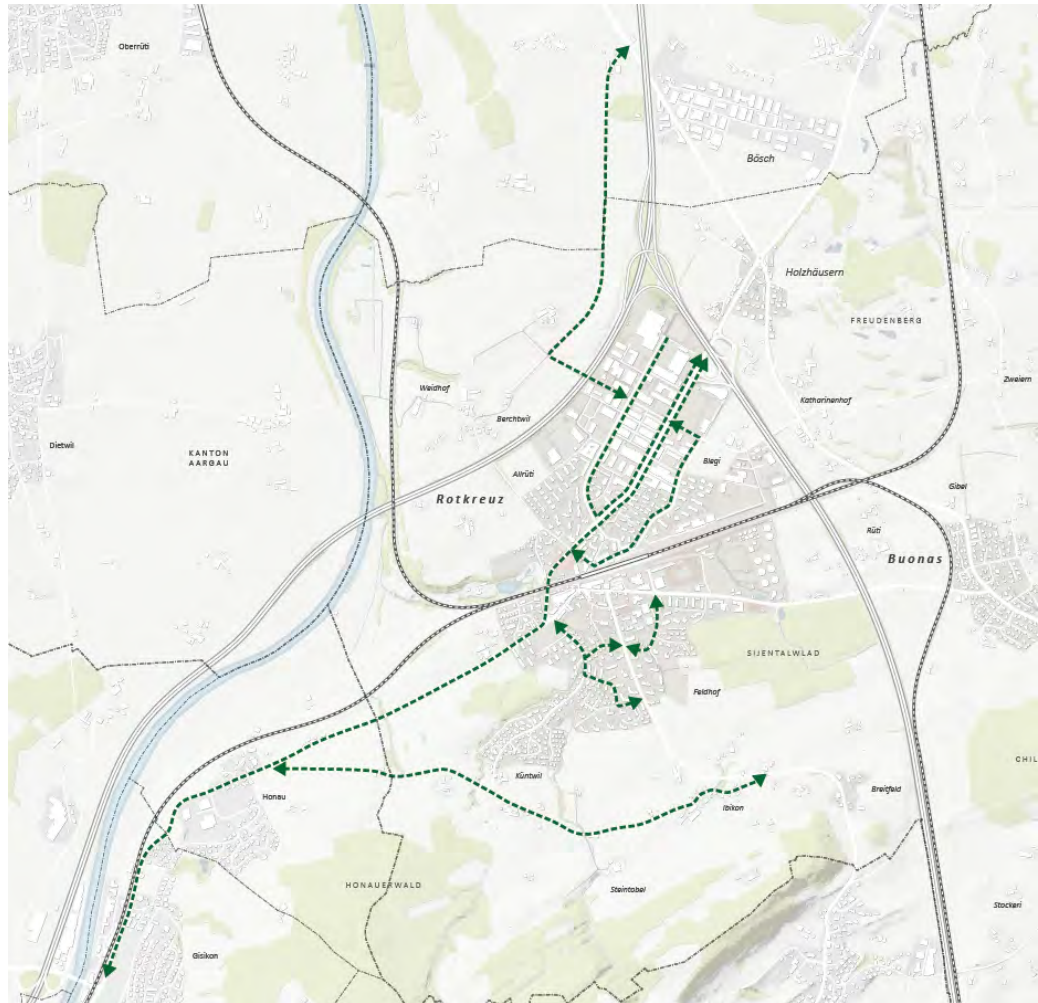 Oberrüti
Bösch
Holzhäusern
FREUDENBERG
Zweiern
Weidhof
Katharinenhof
Berchtwil
Dietwil
KANTON
AARGAU
Allrüti
Blegi
Gibel
Rotkreuz
Rüti
Buonas
SIJENTALWLAD
Feldhof
CHIL
Küntwil
Honau
Ibikon
Breitfeld
HONAUERWALD
Steintobel
Stockeri
Gisikon